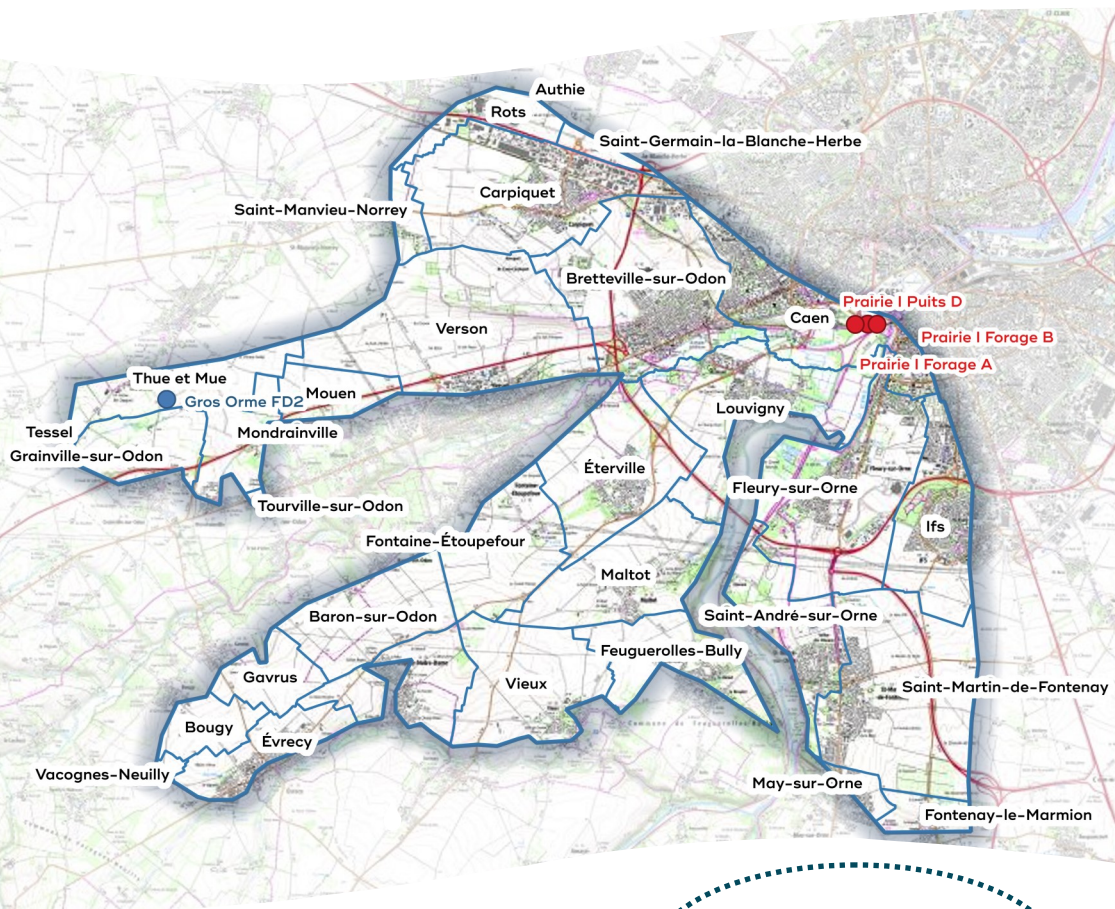 Authie
Rots
Saint-Germain-la-Blanche-Herbe
Carpiquet
Saint-Manvieu-Norrey
Bretteville-sur-Odon
Prairie I Puits D
Caen
Verson
Prairie I Forage B
Prairie I Forage A
Thue et Mue
Mouen
Gros Orme FD2
Louvigny
Tessel
Mondrainville
Grainville-sur-Odon
Éterville
Fleury-sur-Orne
Tourville-sur-Odon
Ifs
Fontaine-Étoupefour
Maltot
Baron-sur-Odon
Saint-André-sur-Orne
Feuguerolles-Bully
Gavrus
Vieux
Saint-Martin-de-Fontenay
Bougy
Évrecy
Vacognes-Neuilly
May-sur-Orne
Fontenay-le-Marmion